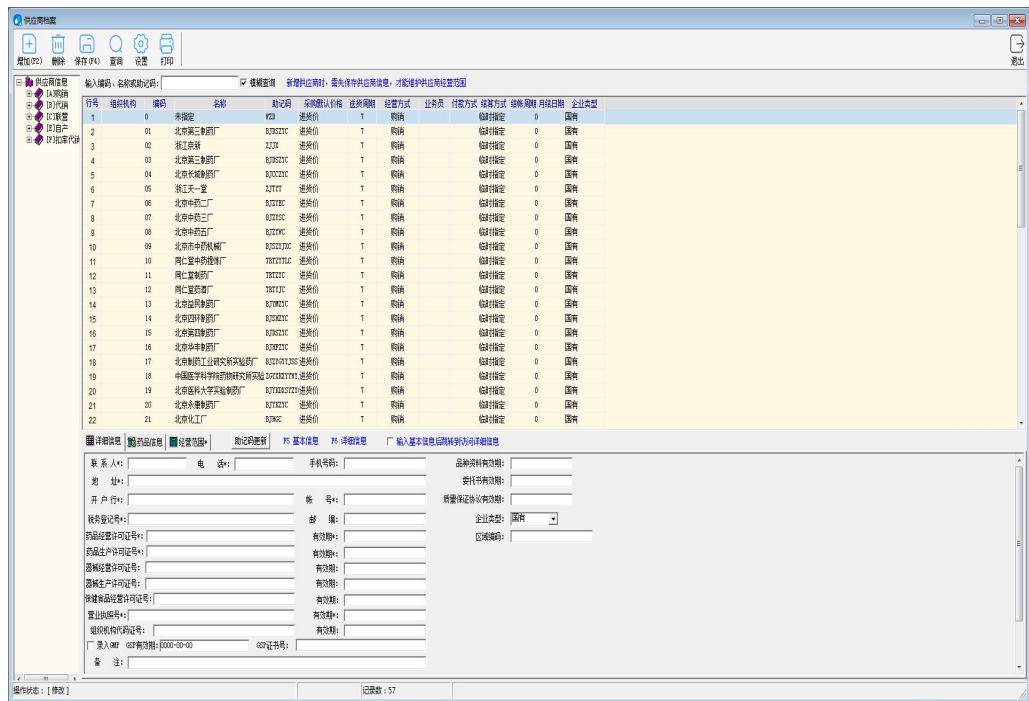 供应商档案
增加(F2) 删除 保存(F4) 查询 设置 打印 退出
供应商信息
[A]购销
[B]代销
[C]联营
[E]自产
[F]扣率代销
输入编码、名称或助记码: 模糊查询 新增供应商时，需先保存供应商信息，才能维护供应商经营范围
行号 组织机构 编码 名称 助记码 采购默认价格 送货周期 经营方式 业务员 付款方式 结算方式 结帐周期 月结日期 企业类型
1 0 未指定 WZD 进货价 T 购销 临时指定 0 国有
2 01 北京第三制药厂 BJDSZYC 进货价 T 购销 临时指定 0 国有
3 02 浙江京新 ZJJX 进货价 T 购销 临时指定 0 国有
4 03 北京第三制药厂 BJDSZYC 进货价 T 购销 临时指定 0 国有
5 04 北京长城制药厂 BJCCZYC 进货价 T 购销 临时指定 0 国有
6 05 浙江天一堂 ZJTYT 进货价 T 购销 临时指定 0 国有
7 06 北京中药二厂 BJZYEC 进货价 T 购销 临时指定 0 国有
8 07 北京中药三厂 BJZYSC 进货价 T 购销 临时指定 0 国有
9 08 北京中药五厂 BJZYWC 进货价 T 购销 临时指定 0 国有
10 09 北京市中药机械厂 BJSZYJXC 进货价 T 购销 临时指定 0 国有
11 10 同仁堂中药提炼厂 TRTZYTLC 进货价 T 购销 临时指定 0 国有
12 11 同仁堂制药厂 TRTZYC 进货价 T 购销 临时指定 0 国有
13 12 同仁堂药酒厂 TRTYJC 进货价 T 购销 临时指定 0 国有
14 13 北京益民制药厂 BJYMZYC 进货价 T 购销 临时指定 0 国有
15 14 北京四环制药厂 BJSHZYC 进货价 T 购销 临时指定 0 国有
16 15 北京第四制药厂 BJDSZYC 进货价 T 购销 临时指定 0 国有
17 16 北京华丰制药厂 BJHFZYC 进货价 T 购销 临时指定 0 国有
18 17 北京制药工业研究所实验药厂 BJZYGYYJSS 进货价 T 购销 临时指定 0 国有
19 18 中国医学科学院药物研究所实验 ZGYXKXYYWY 进货价 T 购销 临时指定 0 国有
20 19 北京医科大学实验制药厂 BJYKDXSYZY 进货价 T 购销 临时指定 0 国有
21 20 北京永康制药厂 BJYKZYC 进货价 T 购销 临时指定 0 国有
22 21 北京化工厂 BJHGC 进货价 T 购销 临时指定 0 国有
详细信息 药品信息 经营范围* 助记码更新 F5 基本信息 F6 详细信息 输入基本信息后跳转到访问详细信息
联 系 人*: 电 话*: 手机号码: 品种资料有效期:
地 址*: 委托书有效期:
开 户 行*: 帐 号*: 质量保证协议有效期:
税务登记号*: 邮 编: 企业类型: 国有
药品经营许可证号*: 有效期*: 区域编码:
药品生产许可证号*: 有效期*:
器械经营许可证号: 有效期:
器械生产许可证号: 有效期:
保健食品经营许可证号: 有效期:
营业执照号*: 有效期*:
组织机构代码证号: 有效期:
录入GMP GSP有效期: 0000-00-00 GSP证书号:
备 注:
操作状态：[ 修改 ] 记录数：57